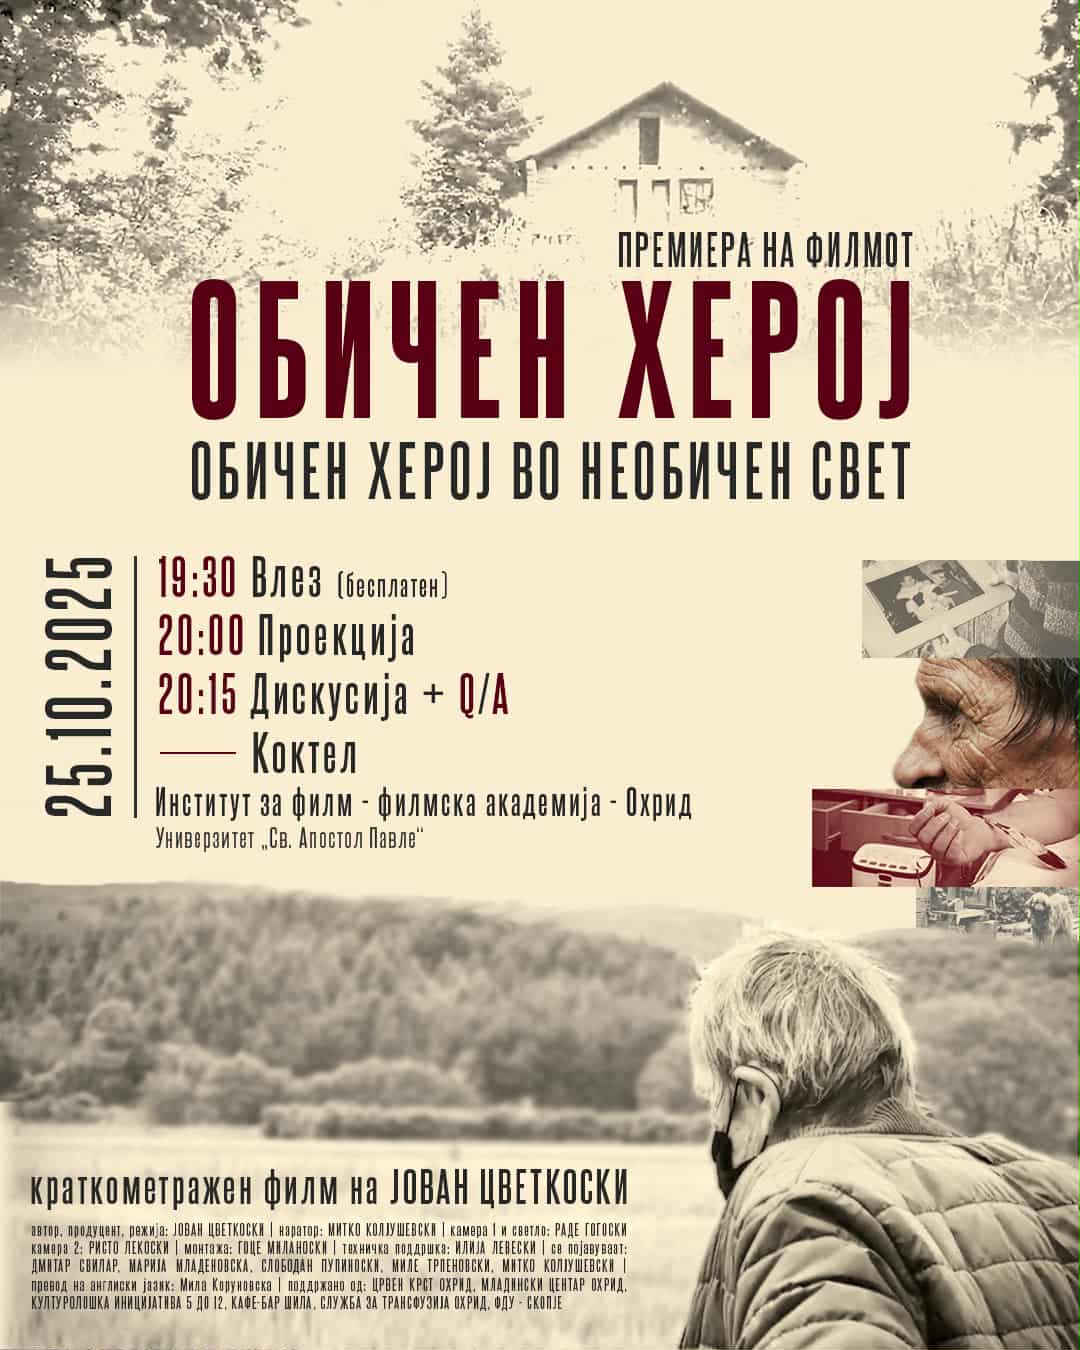 ПРЕМИЕРА НА ФИЛМОТ
ОБИЧЕН ХЕРОЈ
ОБИЧЕН ХЕРОЈ ВО НЕОБИЧЕН СВЕТ
25.10.2025
19:30 Влез (бесплатен)
20:00 Проекција
20:15 Дискусија + Q/A
Коктел
Институт за филм - филмска академија - Охрид
Универзитет „Св. Апостол Павле“
краткометражен филм на ЈОВАН ЦВЕТКОСКИ
автор, продуцент, режија: ЈОВАН ЦВЕТКОСКИ | наратор: МИТКО КОЛЈУШЕВСКИ | камера 1 и светло: РАДЕ ГОГОСКИ
камера 2: РИСТО ЛЕКОСКИ | монтажа: ГОЦЕ МИЛАНОСКИ | техничка поддршка: ИЛИЈА ЛЕВЕСКИ | се појавуваат:
ДМИТАР СВИЛАР, МАРИЈА МЛАДЕНОВСКА, СЛОБОДАН ПУПИНОСКИ, МИЛЕ ТРПЕНОВСКИ, МИТКО КОЛЈУШЕВСКИ |
превод на англиски јазик: Мила Коруновска | поддржано од: ЦРВЕН КРСТ ОХРИД, МЛАДИНСКИ ЦЕНТАР ОХРИД,
КУЛТУРОЛОШКА ИНИЦИЈАТИВА 5 ДО 12, КАФЕ-БАР ШИЛА, СЛУЖБА ЗА ТРАНСФУЗИЈА ОХРИД, ФДУ - СКОПЈЕ